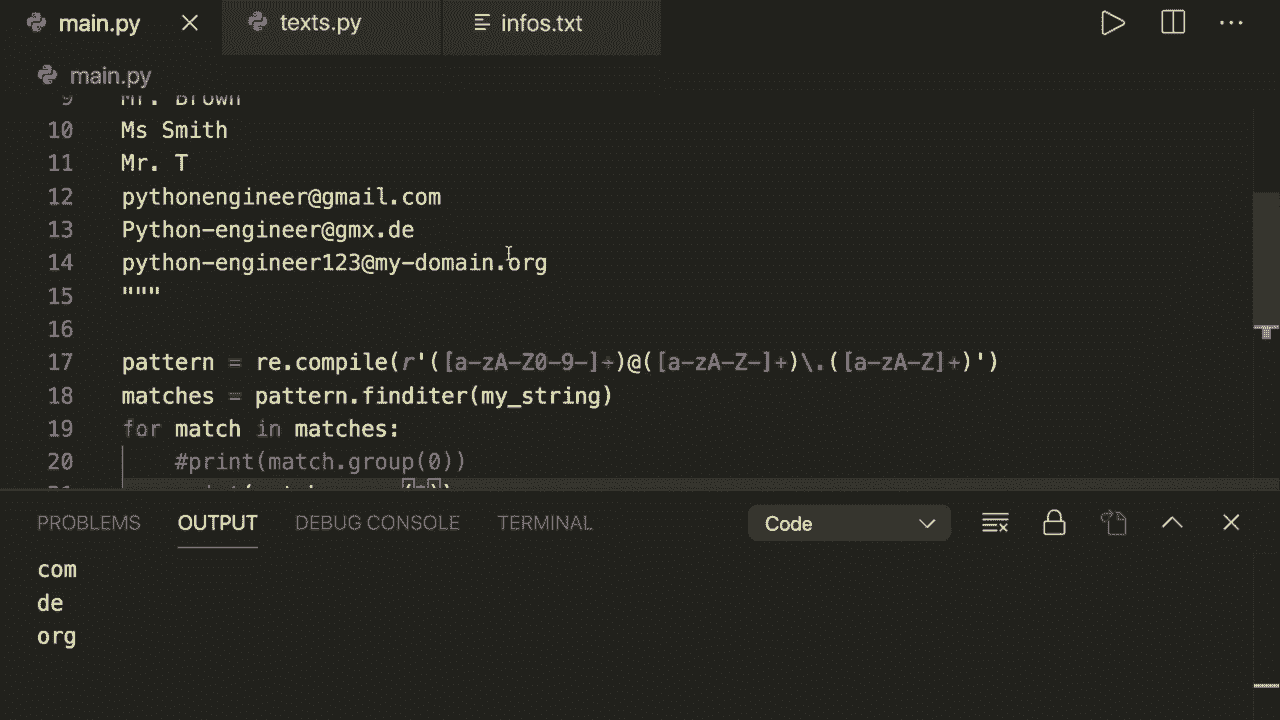 main.py texts.py infos.txt
main.py
9 Mr. Brown
10 Ms Smith
11 Mr. T
12 pythonengineer@gmail.com
13 Python-engineer@gmx.de
14 python-engineer123@my-domain.org
15 """
16
17 pattern = re.compile(r'([a-zA-Z0-9-]+)@([a-zA-Z-]+)\.([a-zA-Z]+)')
18 matches = pattern.finditer(my_string)
19 for match in matches:
20 #print(match.group(0))
PROBLEMS OUTPUT DEBUG CONSOLE TERMINAL Code
com
de
org